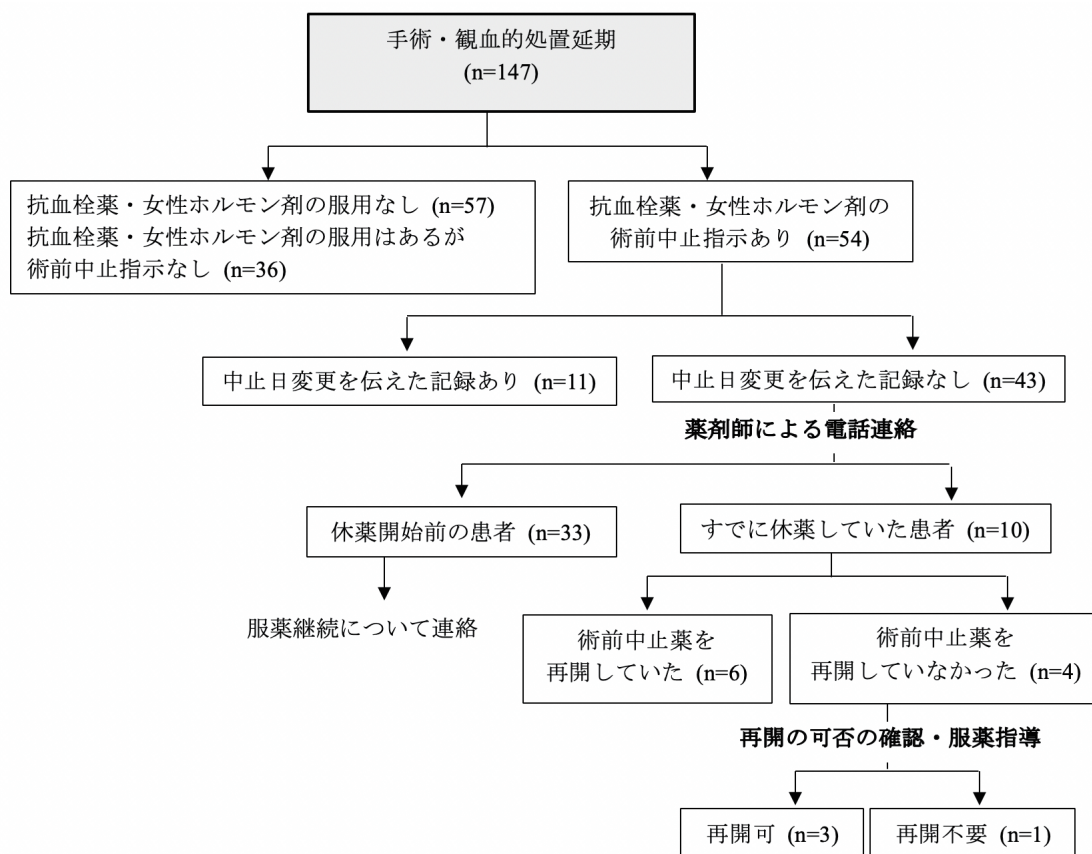 手術・観血的処置延期
(n=147)
抗血栓薬・女性ホルモン剤の服用なし (n=57)
抗血栓薬・女性ホルモン剤の服用はあるが
術前中止指示なし (n=36)
抗血栓薬・女性ホルモン剤の
術前中止指示あり (n=54)
中止日変更を伝えた記録あり (n=11)
中止日変更を伝えた記録なし (n=43)
薬剤師による電話連絡
休薬開始前の患者 (n=33)
すでに休薬していた患者 (n=10)
服薬継続について連絡
術前中止薬を
再開していた (n=6)
術前中止薬を
再開していなかった (n=4)
再開の可否の確認・服薬指導
再開可 (n=3)
再開不要 (n=1)